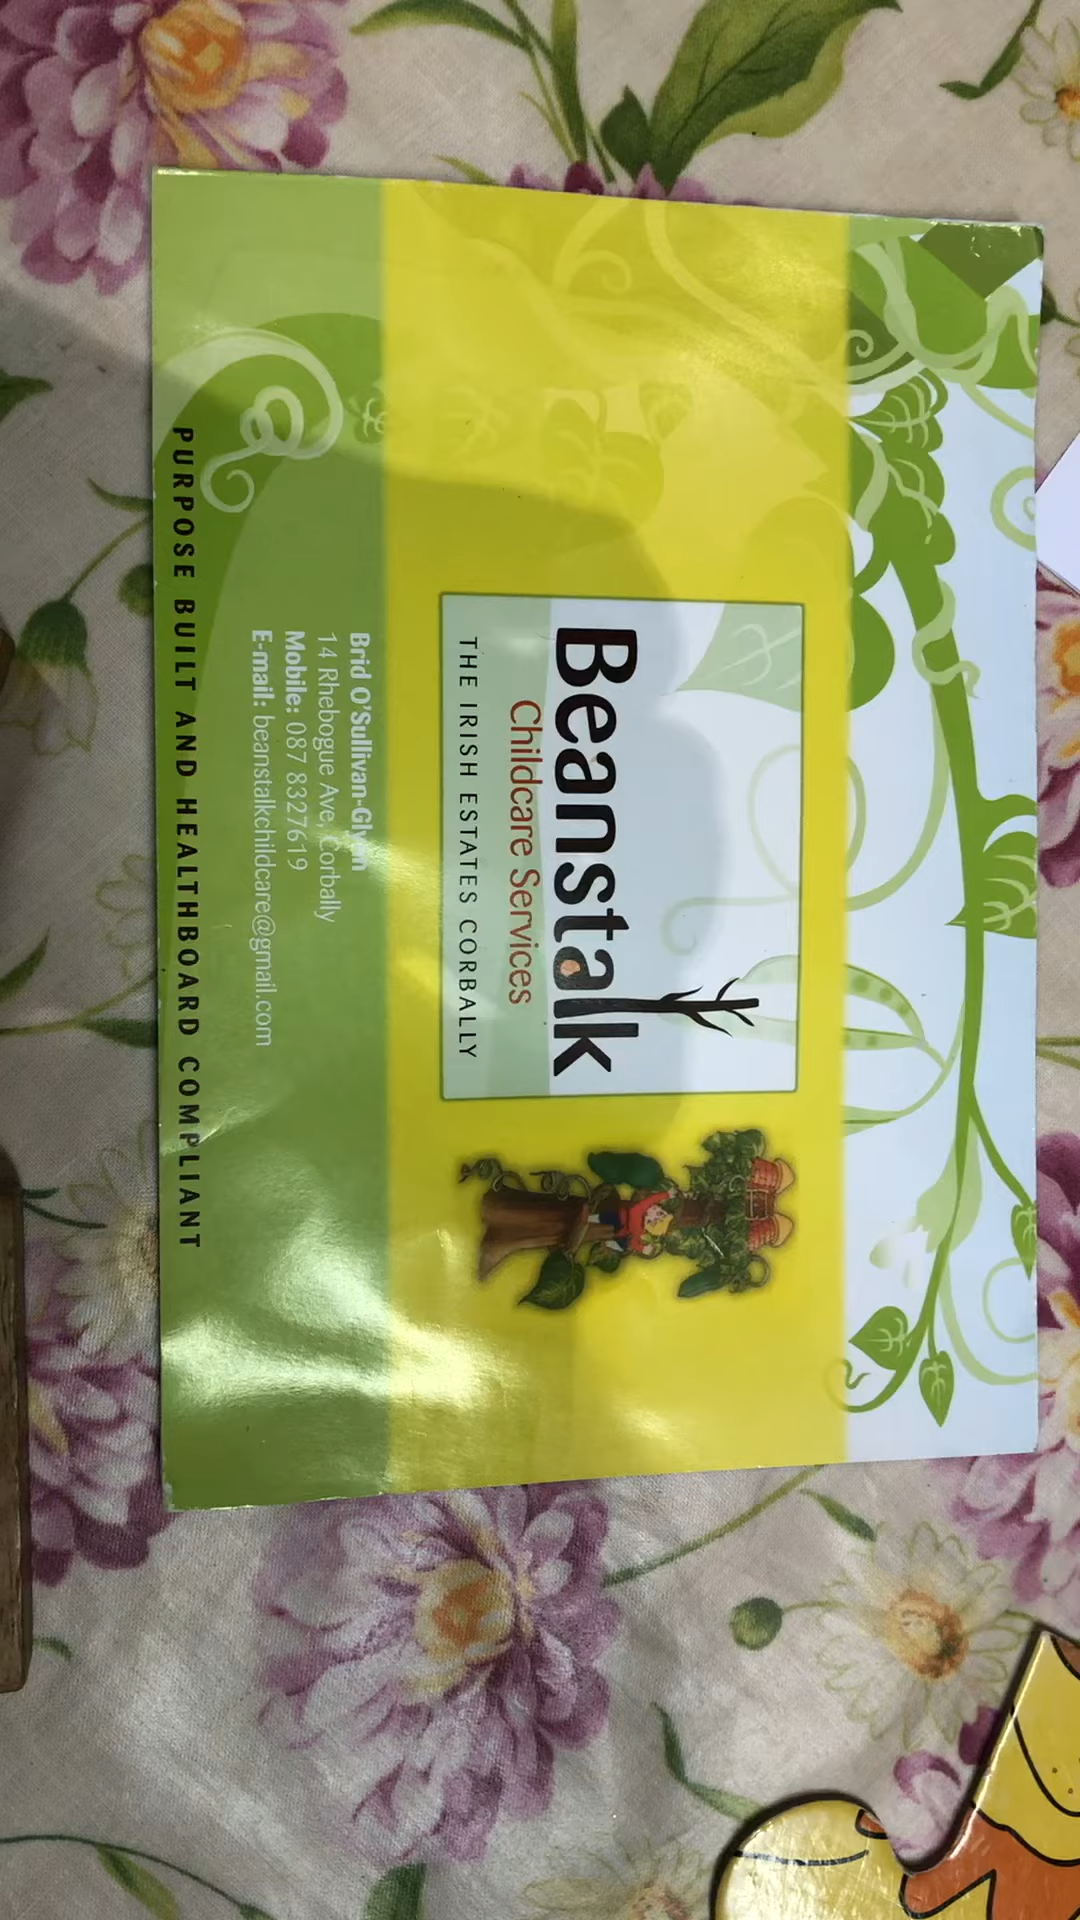 Beanstalk
Childcare Services
THE IRISH ESTATES CORBALLY
Brid O'Sullivan-Glynn
14 Rhebogue Ave, Corbally
Mobile: 087 8327619
E-mail: beanstalkchildcare@gmail.com
PURPOSE BUILT AND HEALTHBOARD COMPLIANT